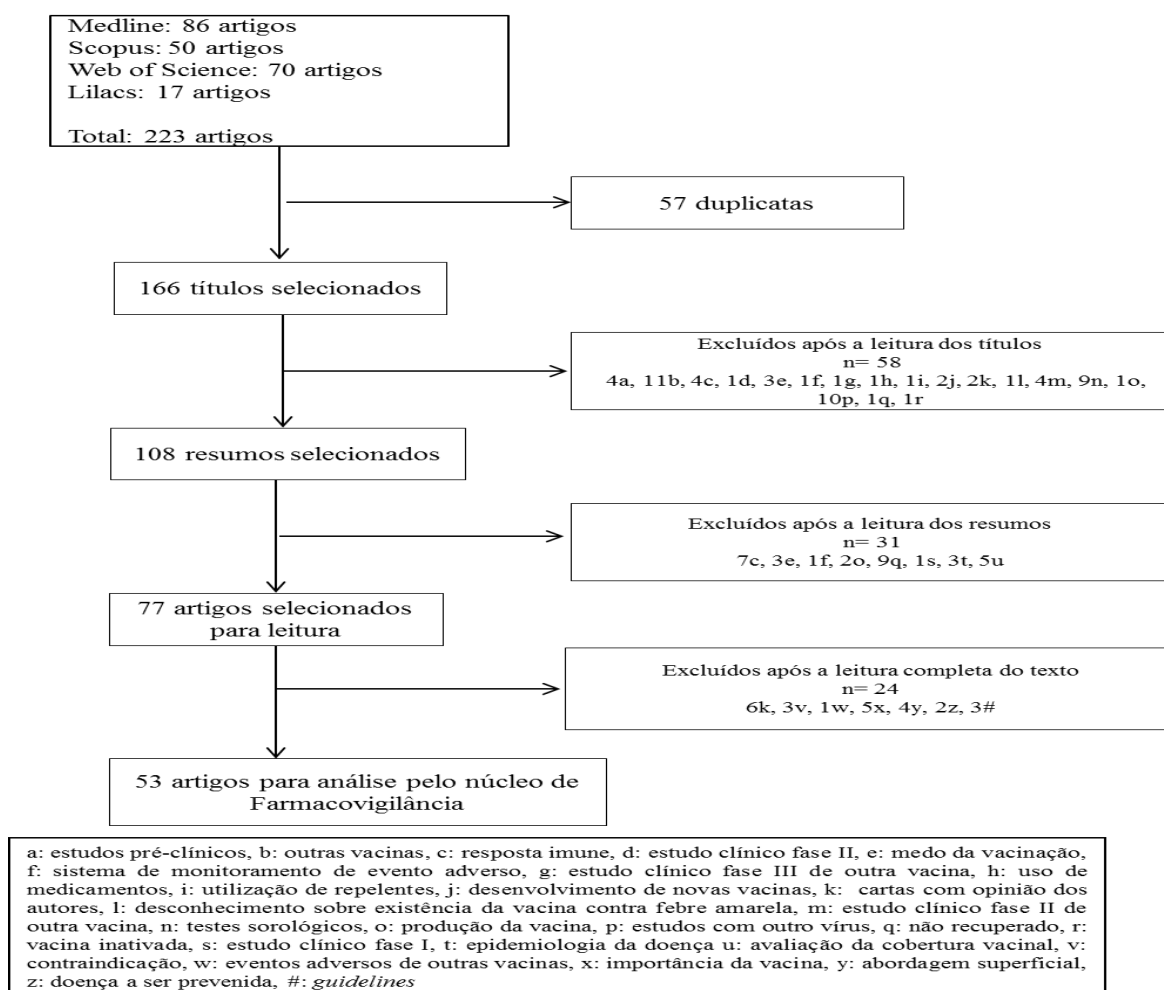 Medline: 86 artigos
Scopus: 50 artigos
Web of Science: 70 artigos
Lilacs: 17 artigos
Total: 223 artigos
57 duplicatas
166 títulos selecionados
Excluídos após a leitura dos títulos
n= 58
4a, 11b, 4c, 1d, 3e, 1f, 1g, 1h, 1i, 2j, 2k, 1l, 4m, 9n, 1o,
10p, 1q, 1r
108 resumos selecionados
Excluídos após a leitura dos resumos
n= 31
7c, 3e, 1f, 2o, 9q, 1s, 3t, 5u
77 artigos selecionados
para leitura
Excluídos após a leitura completa do texto
n= 24
6k, 3v, 1w, 5x, 4y, 2z, 3#
53 artigos para análise pelo núcleo de
Farmacovigilância
a: estudos pré-clínicos, b: outras vacinas, c: resposta imune, d: estudo clínico fase II, e: medo da vacinação,
f: sistema de monitoramento de evento adverso, g: estudo clínico fase III de outra vacina, h: uso de
medicamentos, i: utilização de repelentes, j: desenvolvimento de novas vacinas, k: cartas com opinião dos
autores, l: desconhecimento sobre existência da vacina contra febre amarela, m: estudo clínico fase II de
outra vacina, n: testes sorológicos, o: produção da vacina, p: estudos com outro vírus, q: não recuperado, r:
vacina inativada, s: estudo clínico fase I, t: epidemiologia da doença u: avaliação da cobertura vacinal, v:
contraindicação, w: eventos adversos de outras vacinas, x: importância da vacina, y: abordagem superficial,
z: doença a ser prevenida, #: guidelines